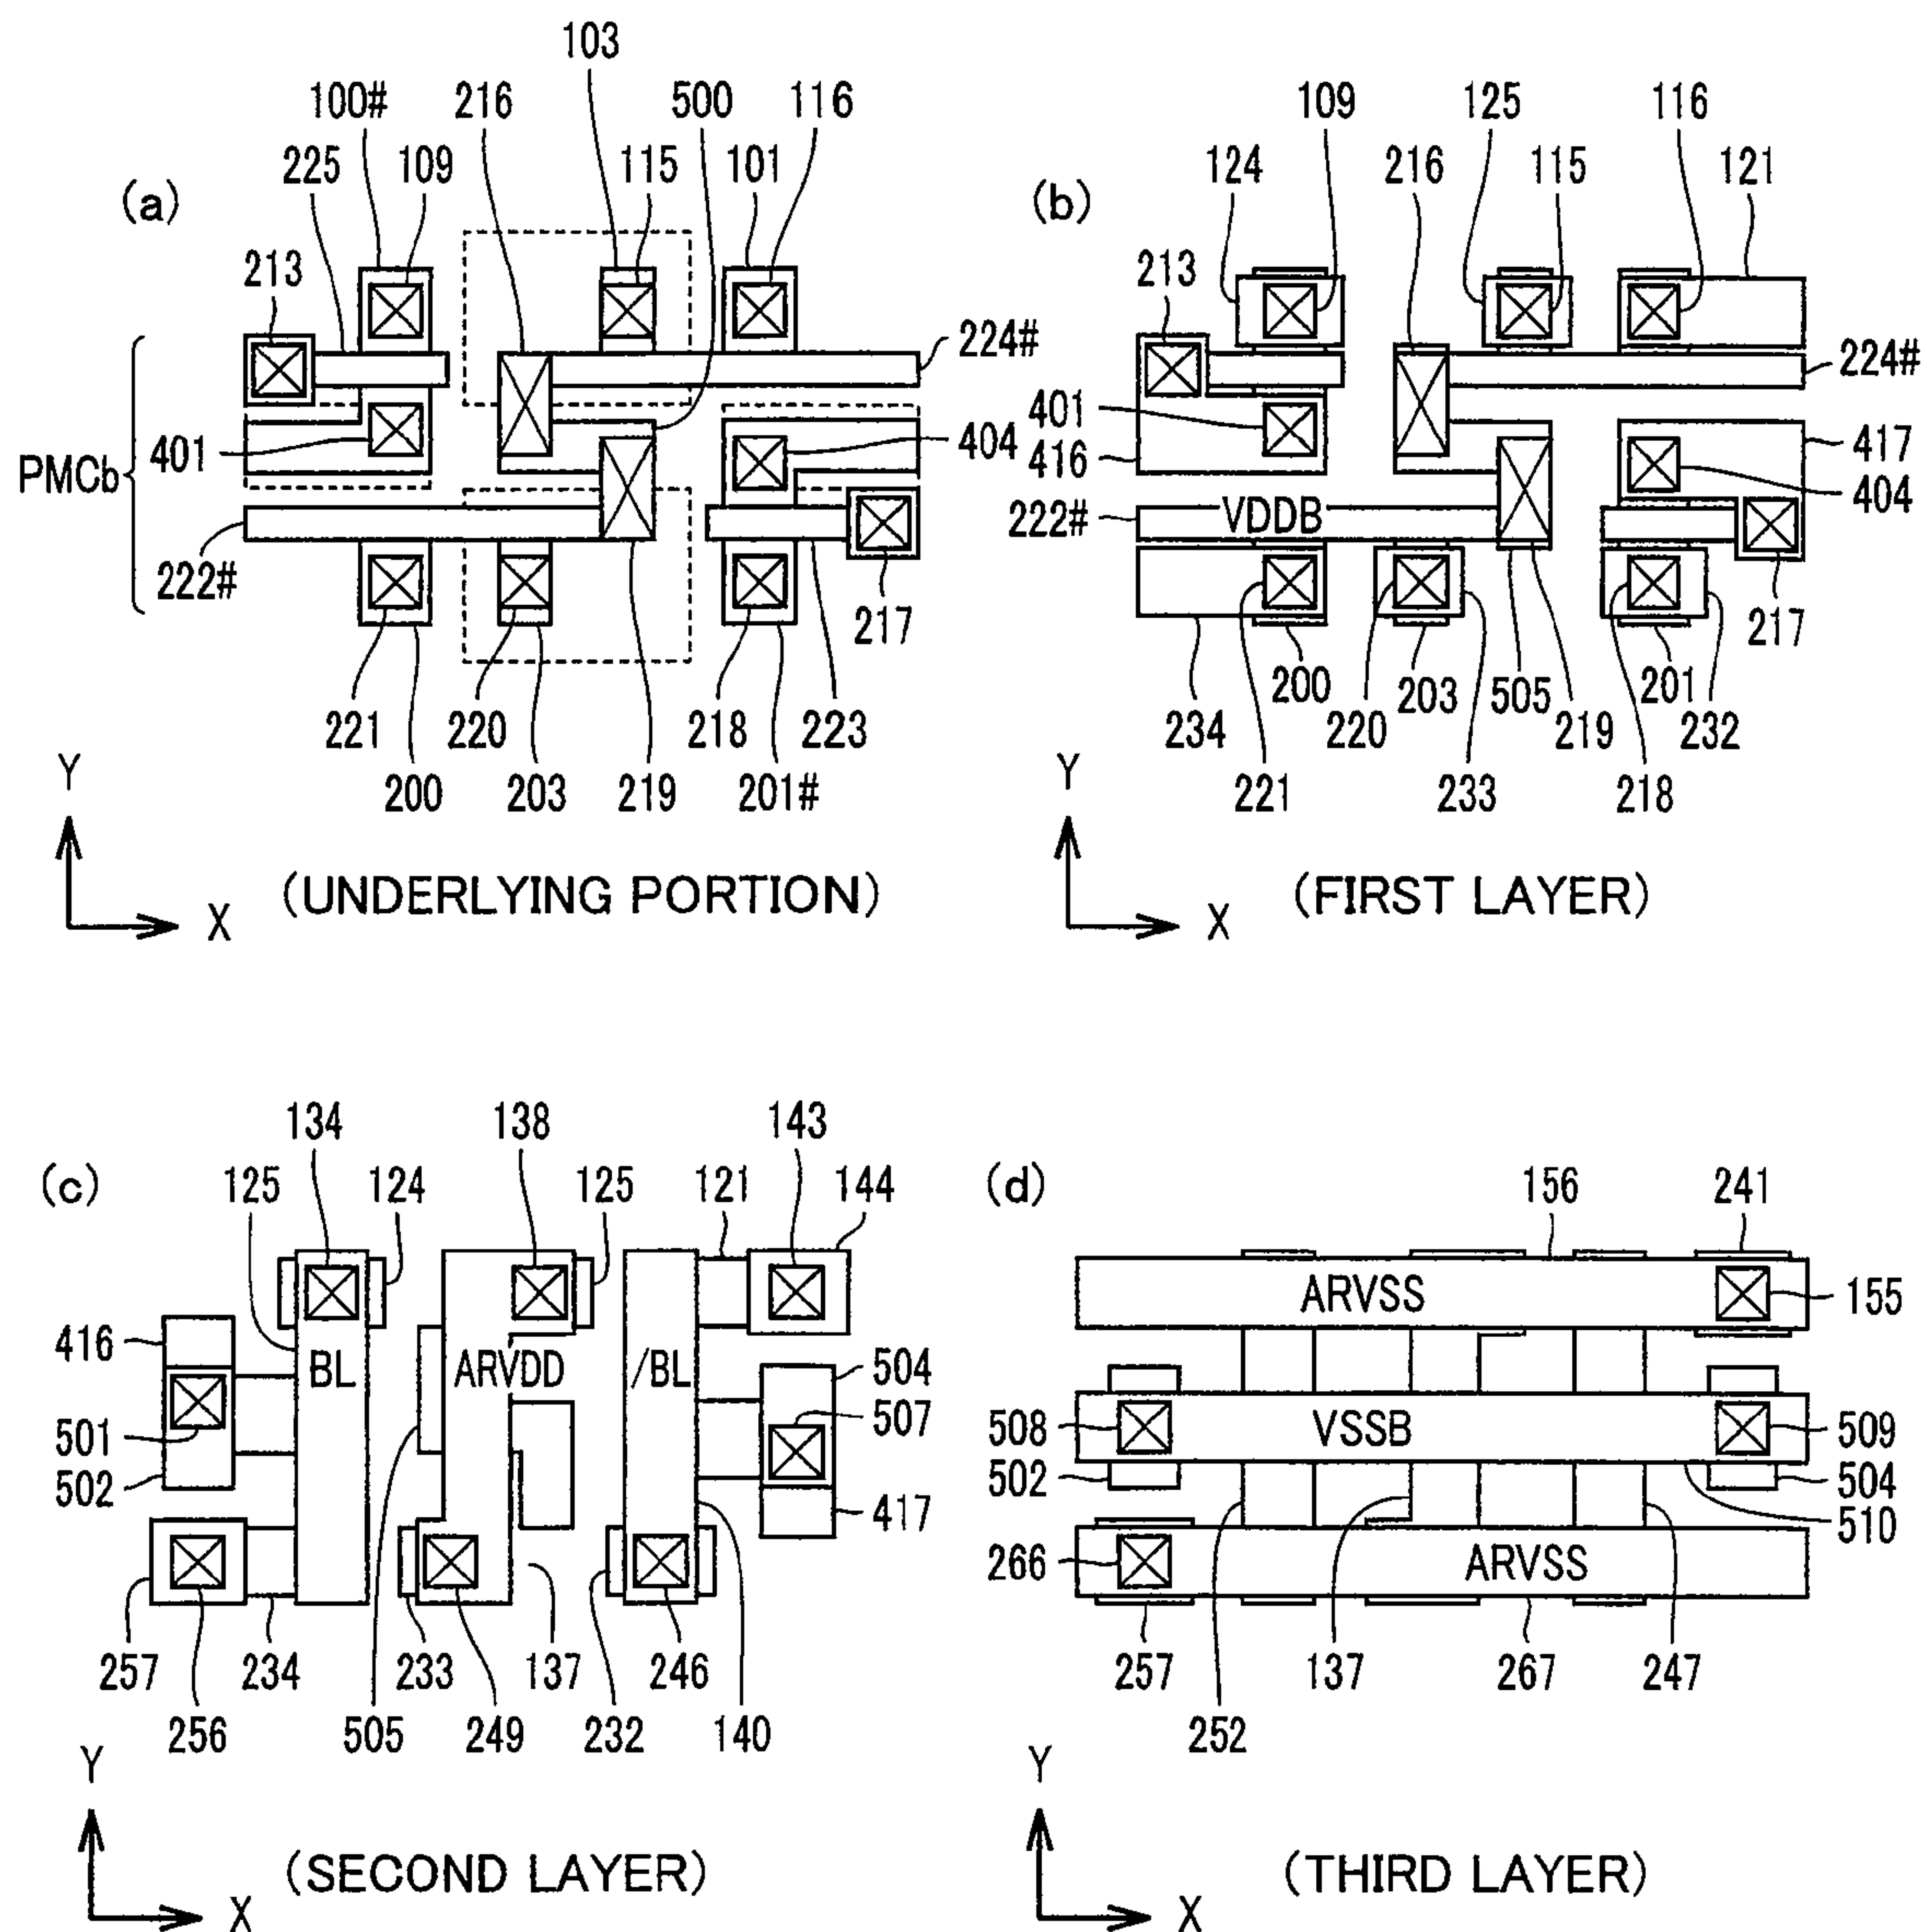 103
100# 216 500 116
225 109 115 101
(a)
213
224#
401 404
PMCb
222#
217
221 220 218 223
200 203 219 201#
Y
X
(UNDERLYING PORTION)
109 125 116
124 216 115 121
(b)
213
224#
401
416
417
404
222# VDDB
217
200 203 505 201
234 220 219 232
221 233 218
Y
X
(FIRST LAYER)
134 138 143
(c)
125 124 125 121 144
416
BL ARVDD /BL
504
507
501
502
417
257 234 233 137 246
256 505 249 232 140
Y
X
(SECOND LAYER)
(d)
156 241
ARVSS
155
508 VSSB 509
502 504
510
266 ARVSS
257 137 267 247
252
Y
X
(THIRD LAYER)